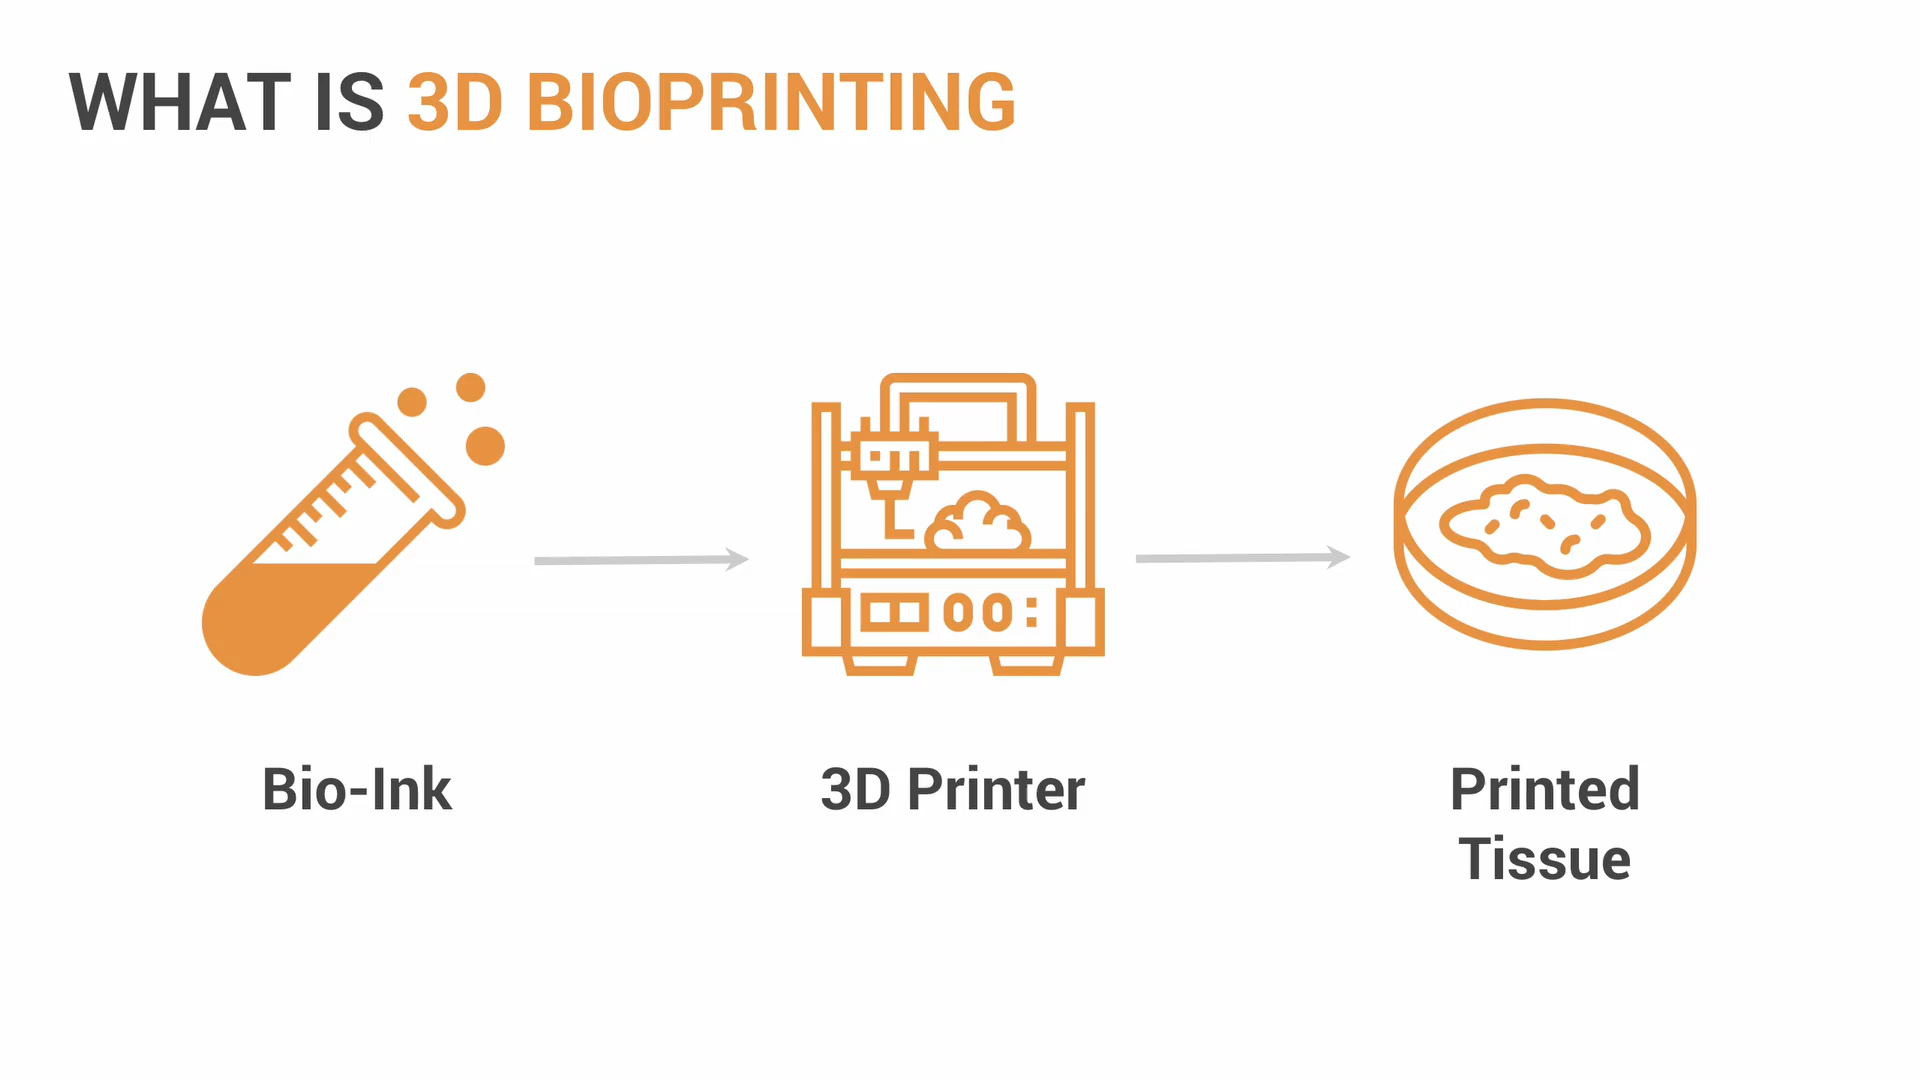 WHAT IS 3D BIOPRINTING
Bio-Ink
3D Printer
Printed
Tissue